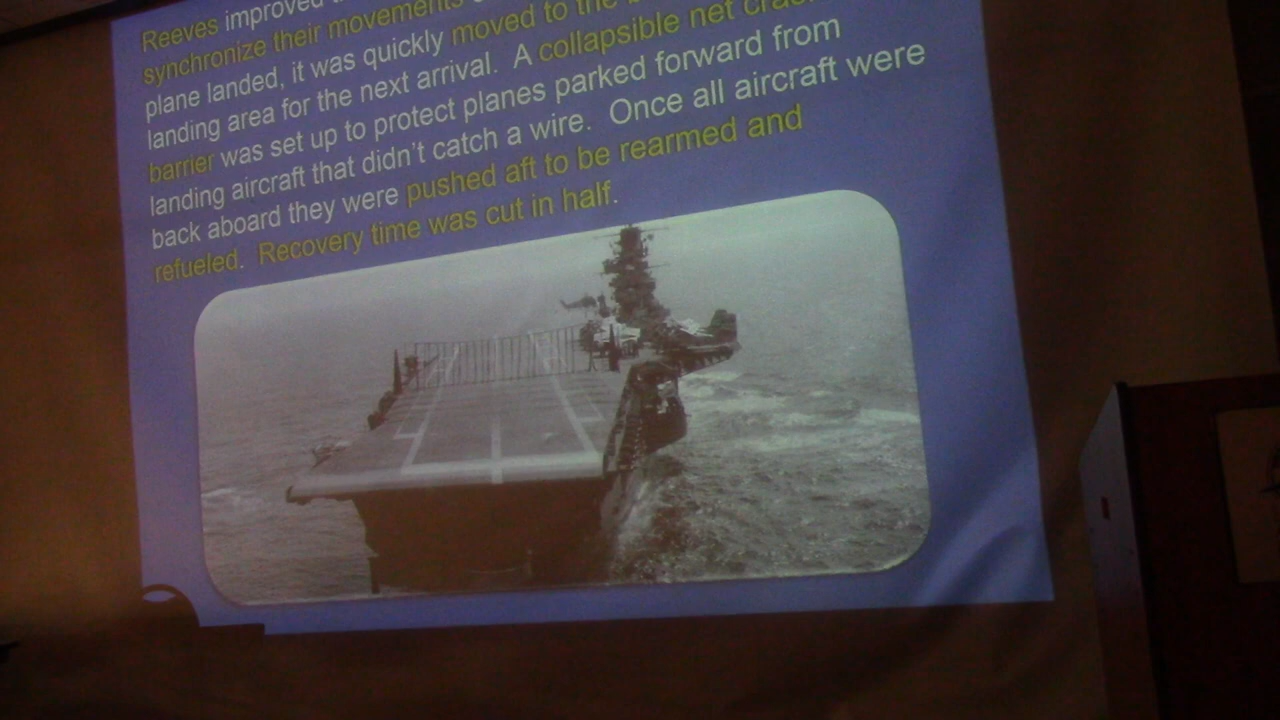 Reeves improved
synchronize their movements
plane landed, it was quickly moved to the
landing area for the next arrival. A collapsible net
barrier was set up to protect planes parked forward from
landing aircraft that didn't catch a wire. Once all aircraft were
back aboard they were pushed aft to be rearmed and
refueled. Recovery time was cut in half.